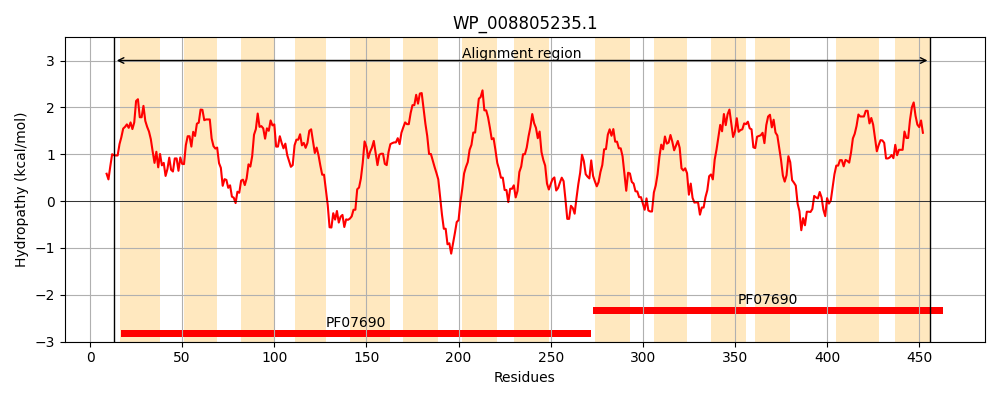 WP_008805235.1
Alignment region
PF07690
PF07690
3
2
1
0
−1
−2
−3
Hydropathy (kcal/mol)
0 50 100 150 200 250 300 350 400 450
Residues